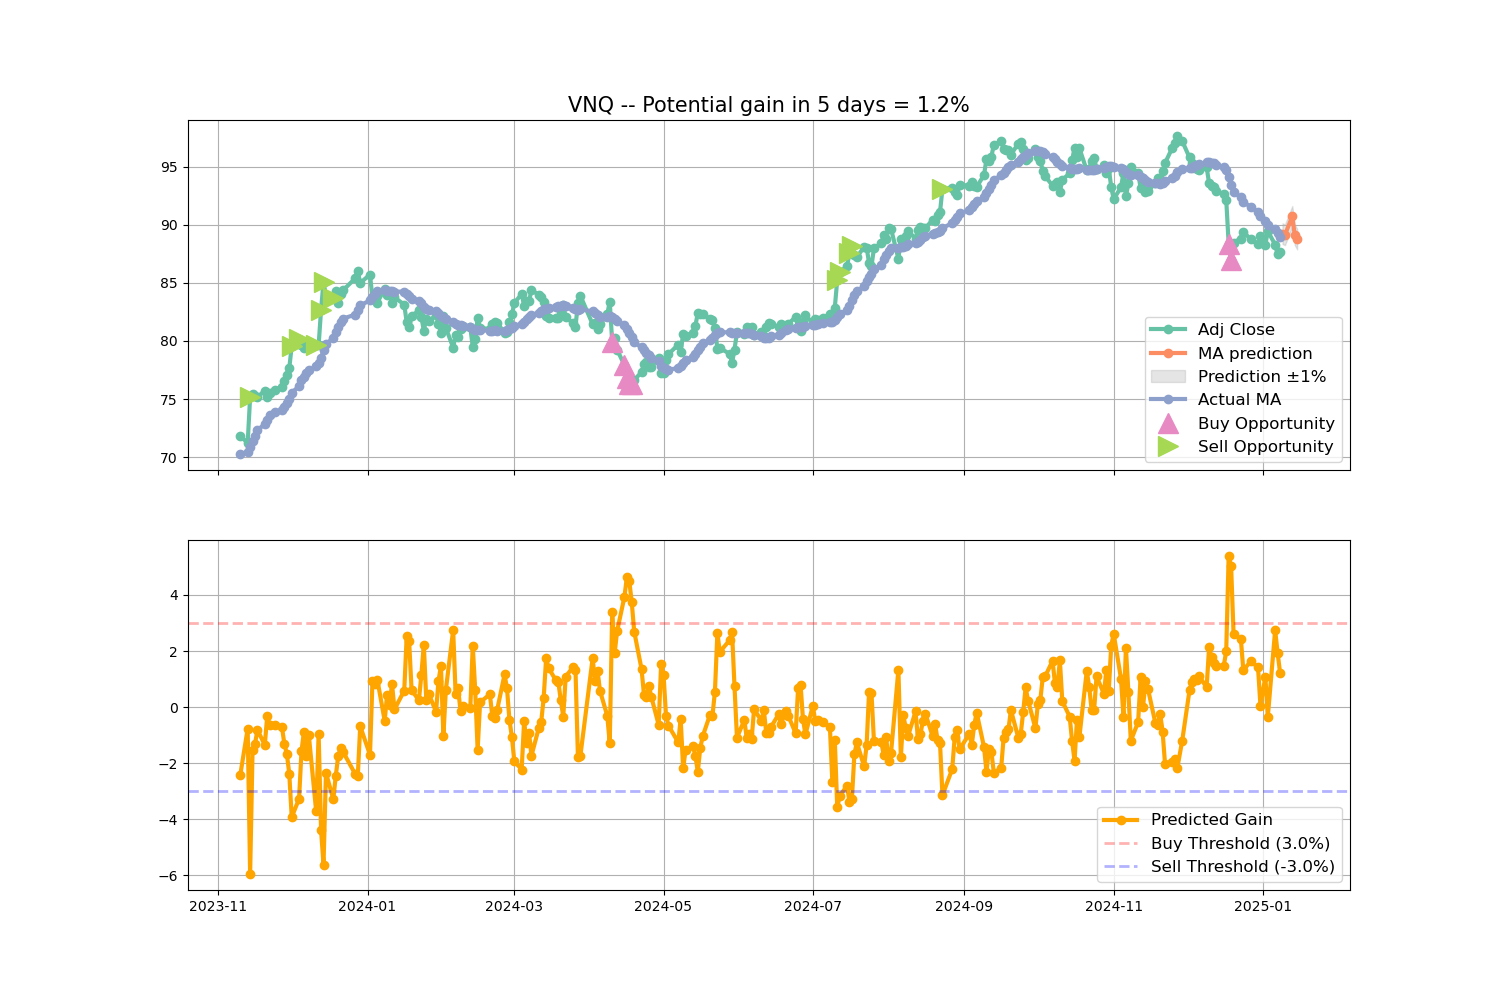 VNQ -- Potential gain in 5 days = 1.2%
95
90
85
80
75
70
Adj Close
MA prediction
Prediction ±1%
Actual MA
Buy Opportunity
Sell Opportunity
4
2
0
−2
−4
−6
Predicted Gain
Buy Threshold (3.0%)
Sell Threshold (-3.0%)
2023-11
2024-01
2024-03
2024-05
2024-07
2024-09
2024-11
2025-01